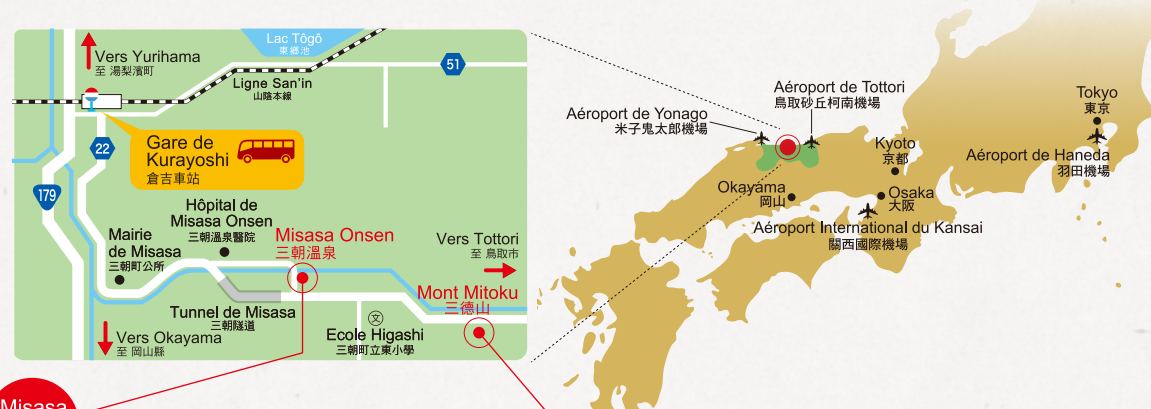 Lac Tôgô
東郷池
Vers Yurihama
至 湯梨濱町
51
Ligne San'in
山陰本線
Gare de
Kurayoshi
倉吉車站
22
179
Hôpital de
Misasa Onsen
三朝溫泉醫院
Mairie
de Misasa
三朝町公所
Misasa Onsen
三朝溫泉
Vers Tottori
至 鳥取市
Mont Mitoku
三德山
Tunnel de Misasa
三朝隧道
文
Ecole Higashi
三朝町立東小學
Vers Okayama
至 岡山縣
Misasa
Aéroport de Tottori
鳥取砂丘柯南機場
Aéroport de Yonago
米子鬼太郎機場
Tokyo
東京
Kyoto
京都
Aéroport de Haneda
羽田機場
Okayama
岡山
Osaka
大阪
Aéroport International du Kansai
關西國際機場